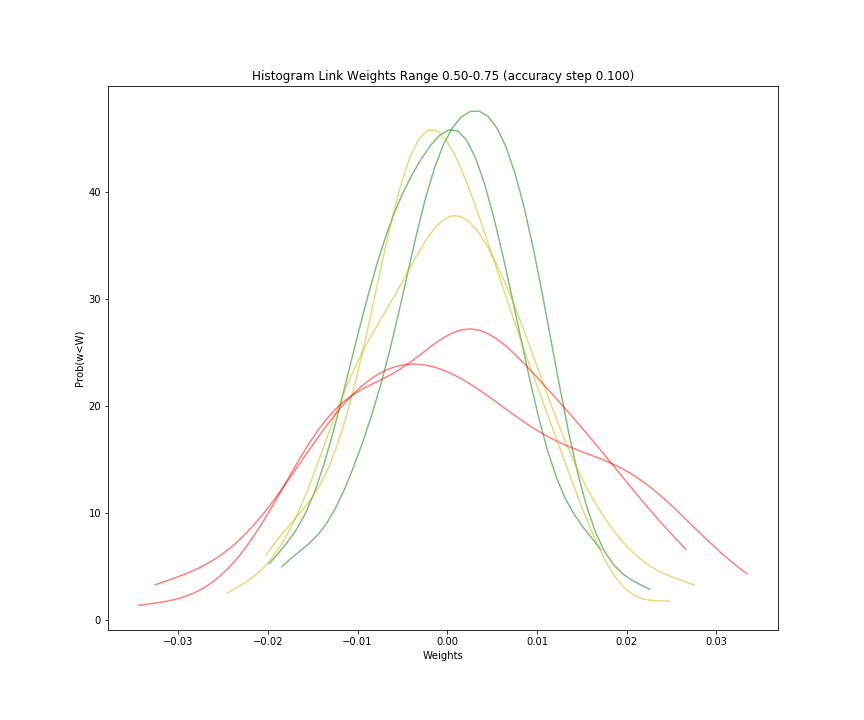 Histogram Link Weights Range 0.50-0.75 (accuracy step 0.100)
Prob(w<W)
40
30
20
10
0
−0.03 −0.02 −0.01 0.00 0.01 0.02 0.03
Weights